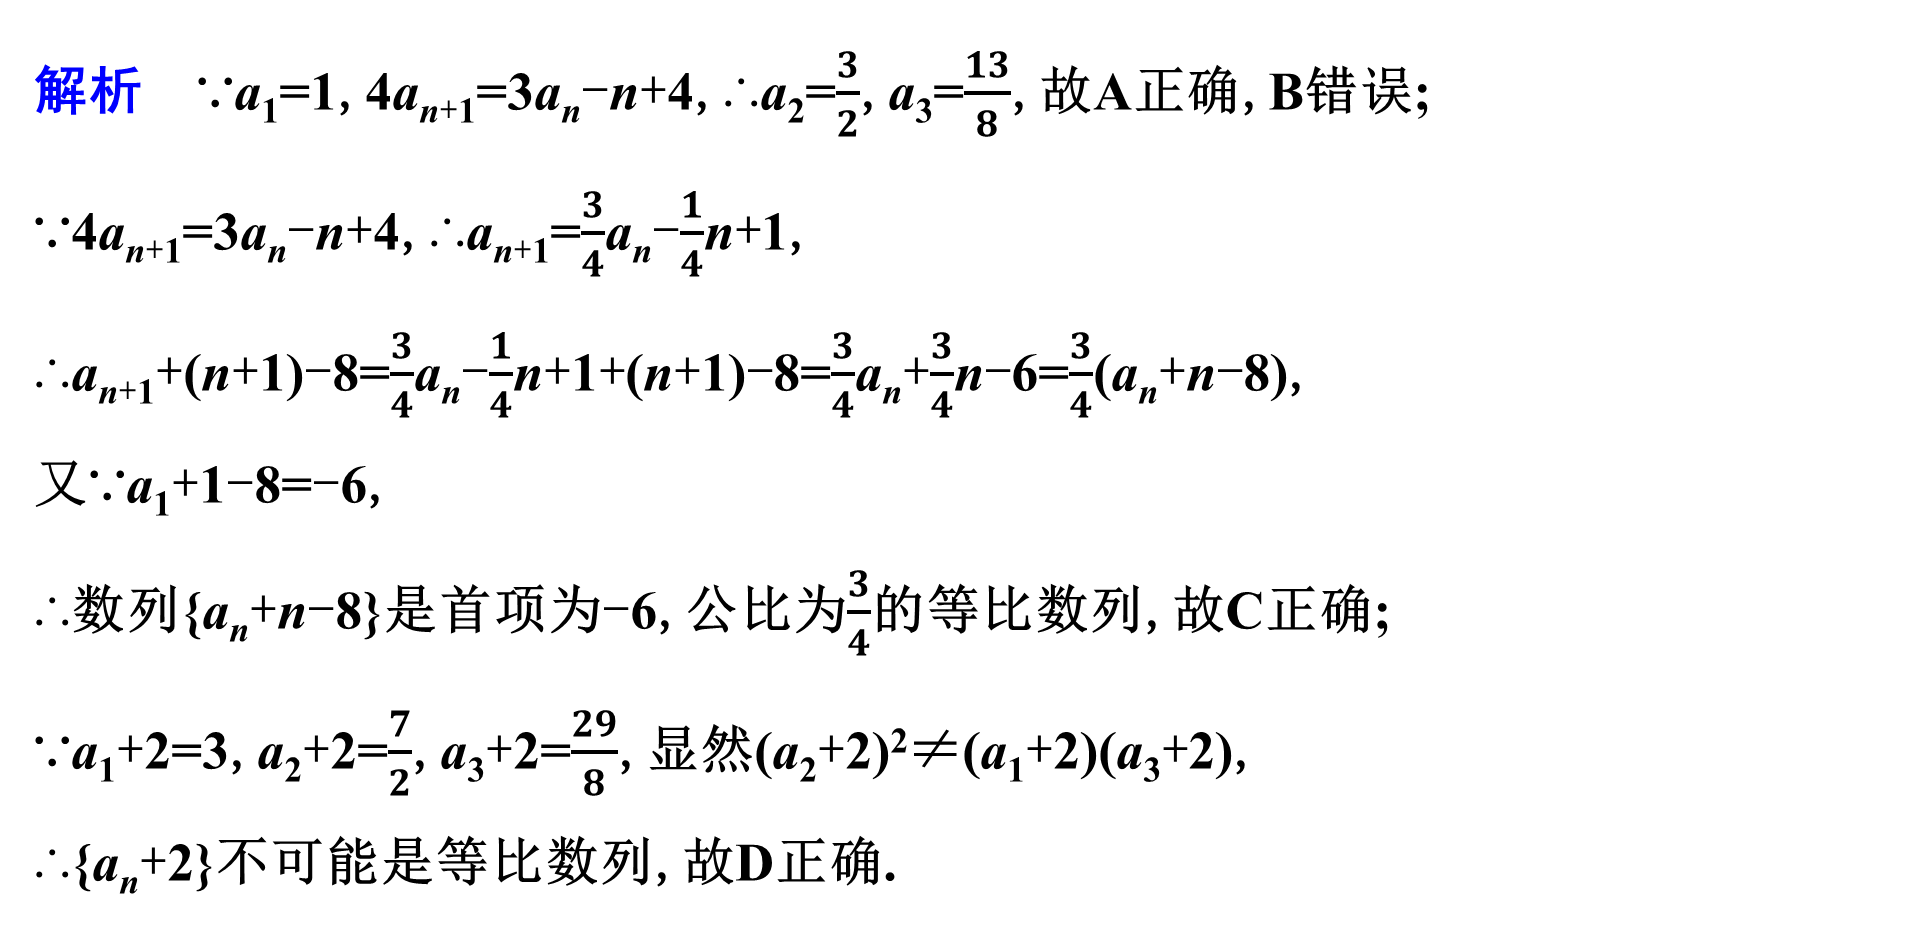 解析 ∵a₁=1, 4aₙ₊₁=3aₙ−n+4, ∴a₂=3/2, a₃=13/8, 故A正确, B错误;
∵4aₙ₊₁=3aₙ−n+4, ∴aₙ₊₁=3/4aₙ−1/4n+1,
∴aₙ₊₁+(n+1)−8=3/4aₙ−1/4n+1+(n+1)−8=3/4aₙ+3/4n−6=3/4(aₙ+n−8),
又∵a₁+1−8=−6,
∴数列{aₙ+n−8}是首项为−6, 公比为3/4的等比数列, 故C正确;
∵a₁+2=3, a₂+2=7/2, a₃+2=29/8, 显然(a₂+2)²≠(a₁+2)(a₃+2),
∴{aₙ+2}不可能是等比数列, 故D正确.